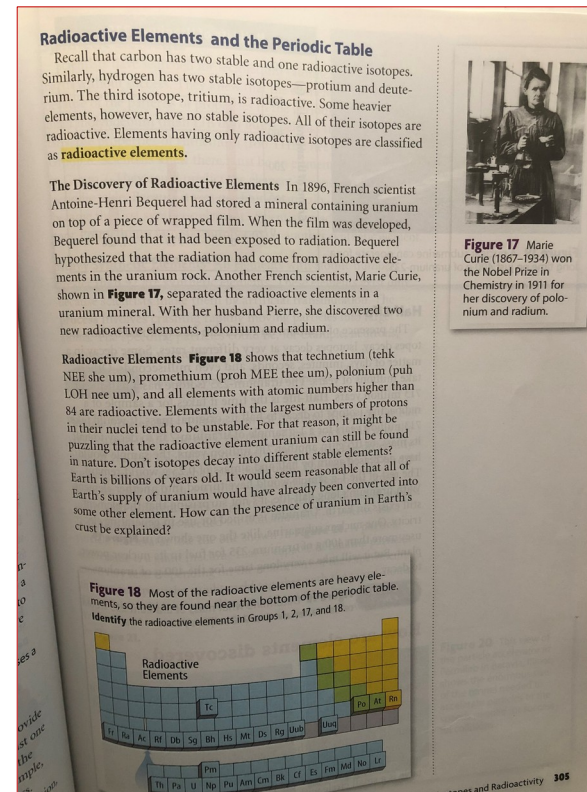 Radioactive Elements and the Periodic Table
Recall that carbon has two stable and one radioactive isotopes.
Similarly, hydrogen has two stable isotopes—protium and deute-
rium. The third isotope, tritium, is radioactive. Some heavier
elements, however, have no stable isotopes. All of their isotopes are
radioactive. Elements having only radioactive isotopes are classified
as radioactive elements.
The Discovery of Radioactive Elements In 1896, French scientist
Antoine-Henri Bequerel had stored a mineral containing uranium
on top of a piece of wrapped film. When the film was developed,
Bequerel found that it had been exposed to radiation. Bequerel
hypothesized that the radiation had come from radioactive ele-
ments in the uranium rock. Another French scientist, Marie Curie,
shown in Figure 17, separated the radioactive elements in a
uranium mineral. With her husband Pierre, she discovered two
new radioactive elements, polonium and radium.
Radioactive Elements Figure 18 shows that technetium (tehk
NEE she um), promethium (proh MEE thee um), polonium (puh
LOH nee um), and all elements with atomic numbers higher than
84 are radioactive. Elements with the largest numbers of protons
in their nuclei tend to be unstable. For that reason, it might be
puzzling that the radioactive element uranium can still be found
in nature. Don't isotopes decay into different stable elements?
Earth is billions of years old. It would seem reasonable that all of
Earth's supply of uranium would have already been converted into
some other element. How can the presence of uranium in Earth's
crust be explained?
Figure 17 Marie
Curie (1867–1934) won
the Nobel Prize in
Chemistry in 1911 for
her discovery of polo-
nium and radium.
Figure 18 Most of the radioactive elements are heavy ele-
ments, so they are found near the bottom of the periodic table.
Identify the radioactive elements in Groups 1, 2, 17, and 18.
Radioactive
Elements
Tc
Po At Rn
Fr Ra Ac Rf Db Sg Bh Hs Mt Ds Rg Uub Uuq
Pm
Th Pa U Np Pu Am Cm Bk Cf Es Fm Md No Lr
and Radioactivity 305